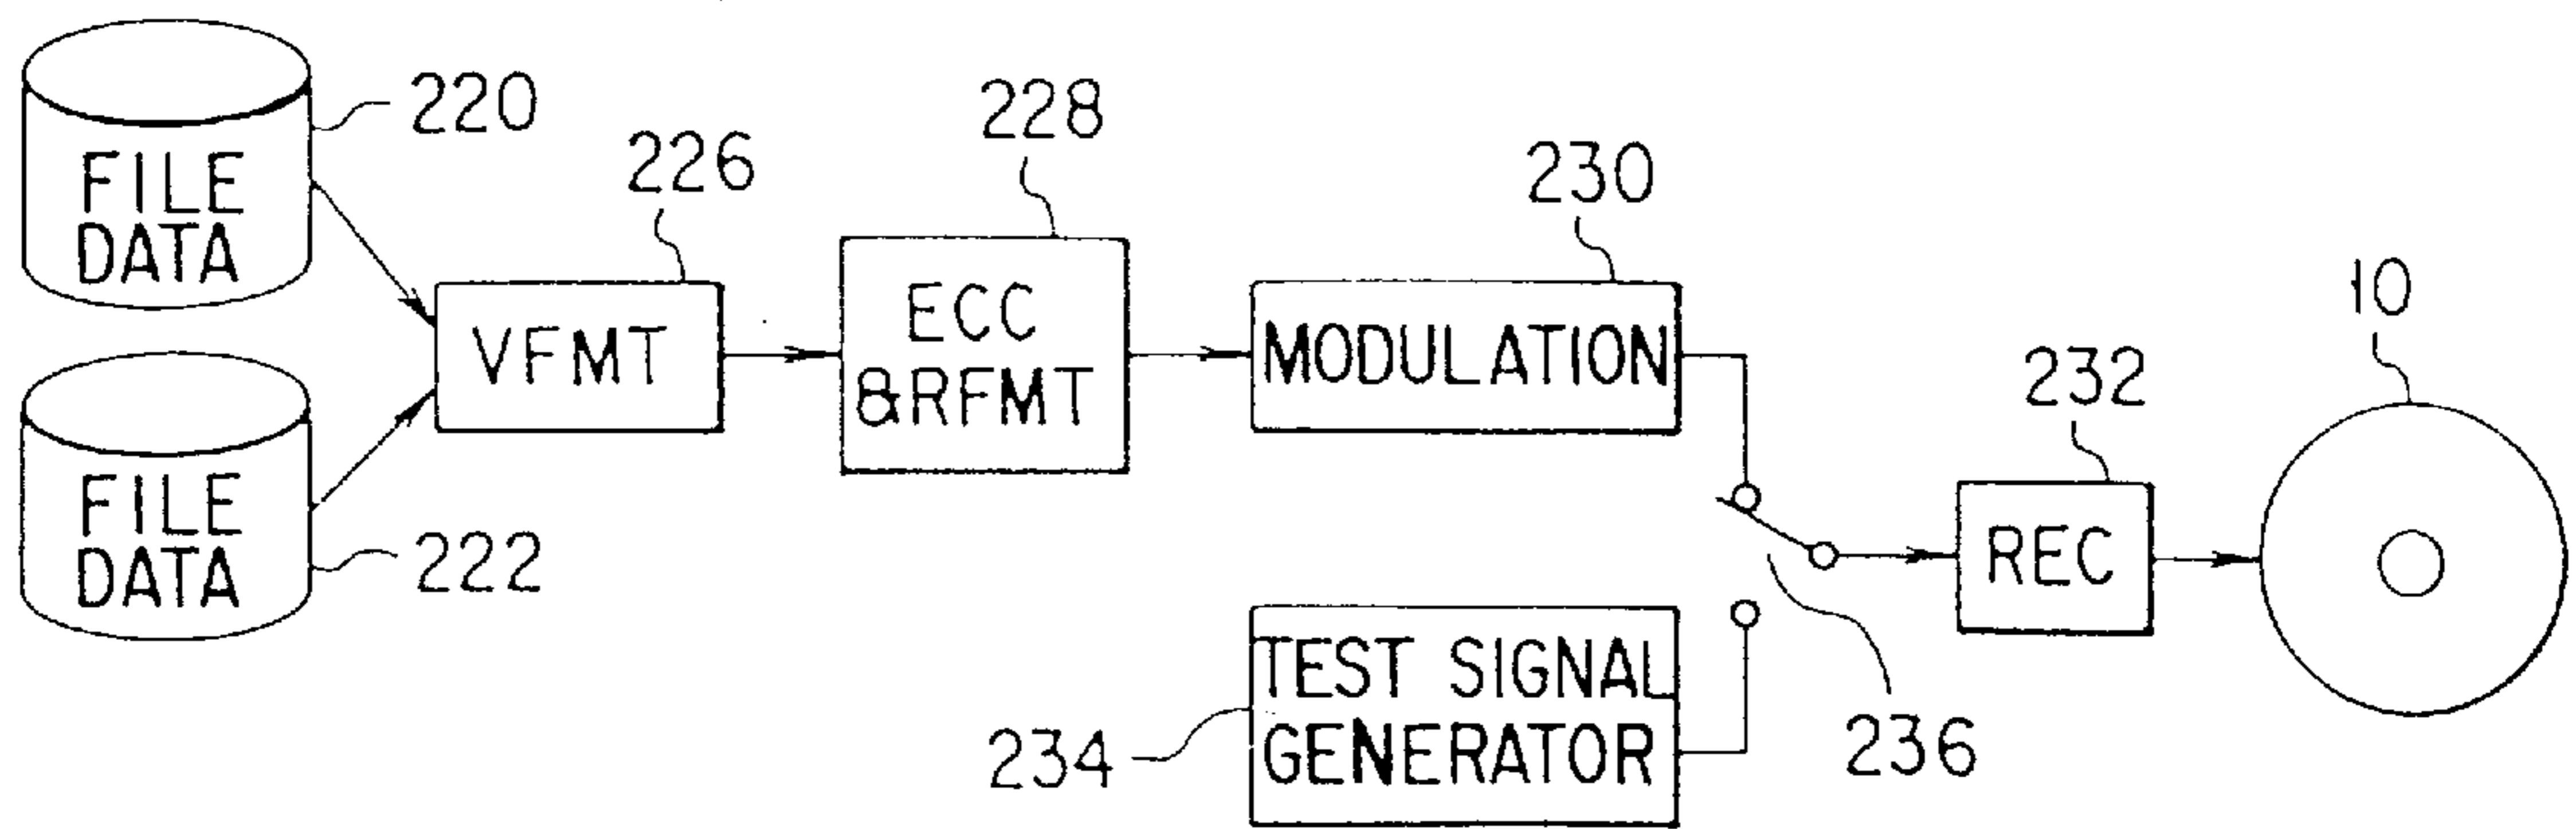 220
FILE
DATA
222
FILE
DATA
226
VFMT
228
ECC
&RFMT
230
MODULATION
234
TEST SIGNAL
GENERATOR
236
232
REC
10